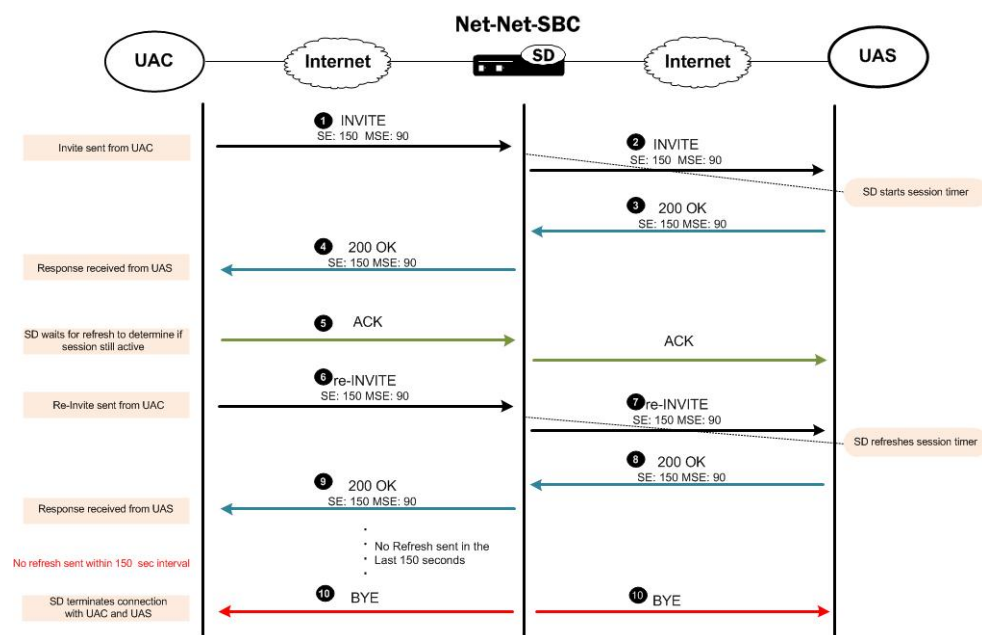 Net-Net-SBC
UAC
Internet
SD
Internet
UAS
1 INVITE
SE: 150 MSE: 90
Invite sent from UAC
2 INVITE
SE: 150 MSE: 90
SD starts session timer
3 200 OK
SE: 150 MSE: 90
4 200 OK
SE: 150 MSE: 90
Response received from UAS
5 ACK
SD waits for refresh to determine if
session still active
ACK
6 re-INVITE
SE: 150 MSE: 90
Re-Invite sent from UAC
7 re-INVITE
SE: 150 MSE: 90
SD refreshes session timer
8 200 OK
SE: 150 MSE: 90
9 200 OK
SE: 150 MSE: 90
Response received from UAS
No Refresh sent in the
Last 150 seconds
No refresh sent within 150 sec interval
10 BYE
10 BYE
SD terminates connection
with UAC and UAS